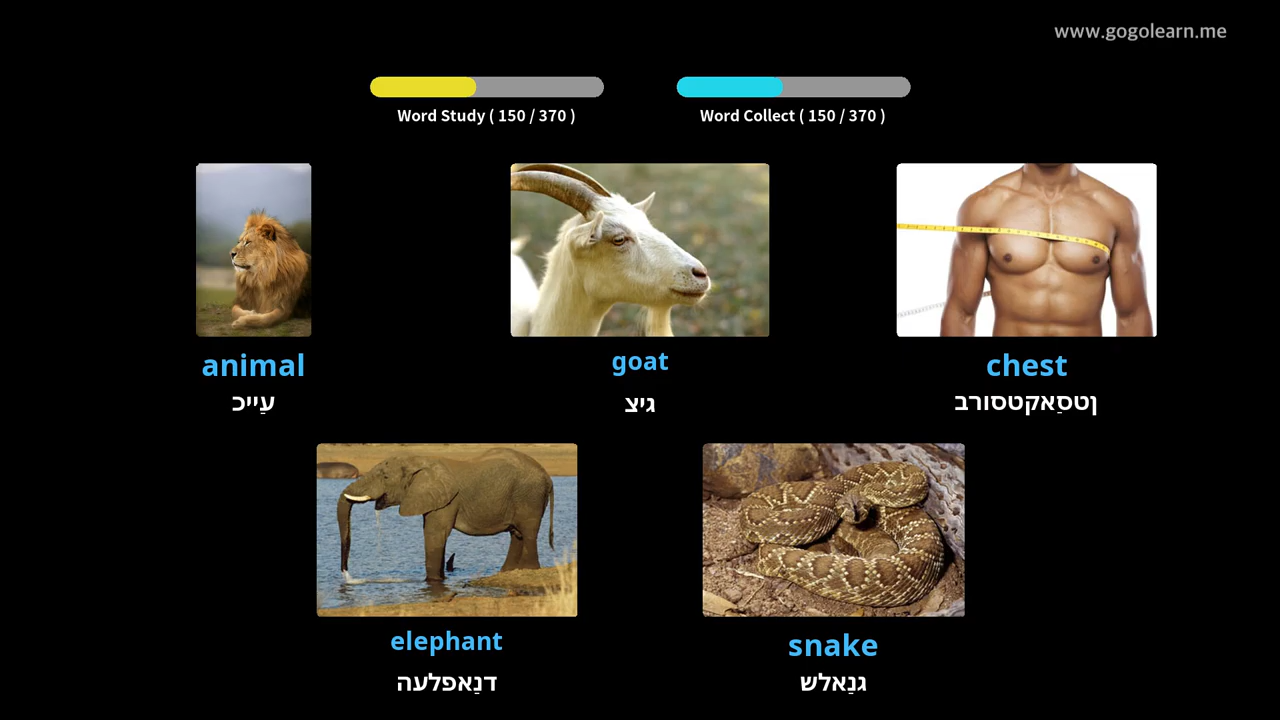 www.gogolearn.me
Word Study ( 150 / 370 )
Word Collect ( 150 / 370 )
animal
עַייכ
goat
גיצ
chest
ןטסַאקטסורב
elephant
דנַאפלעה
snake
גנַאלש